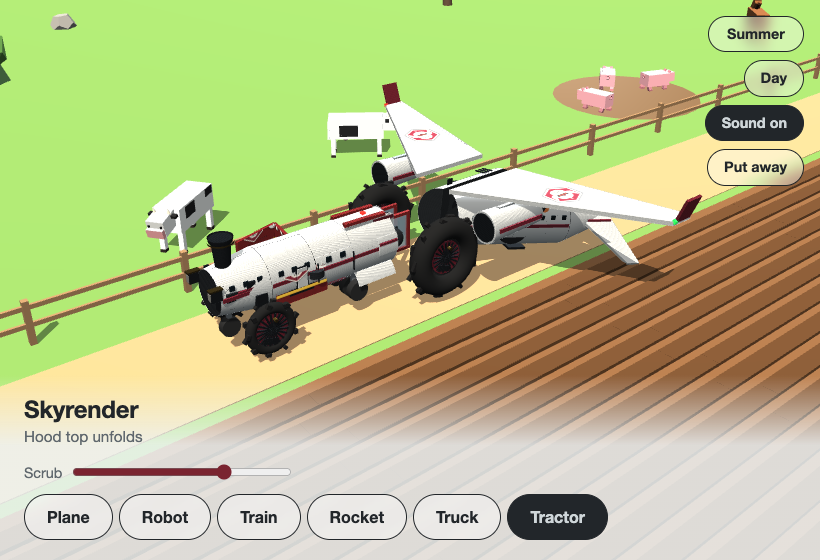 Summer
Day
Sound on
Put away
Skyrender
Hood top unfolds
Scrub
Plane
Robot
Train
Rocket
Truck
Tractor